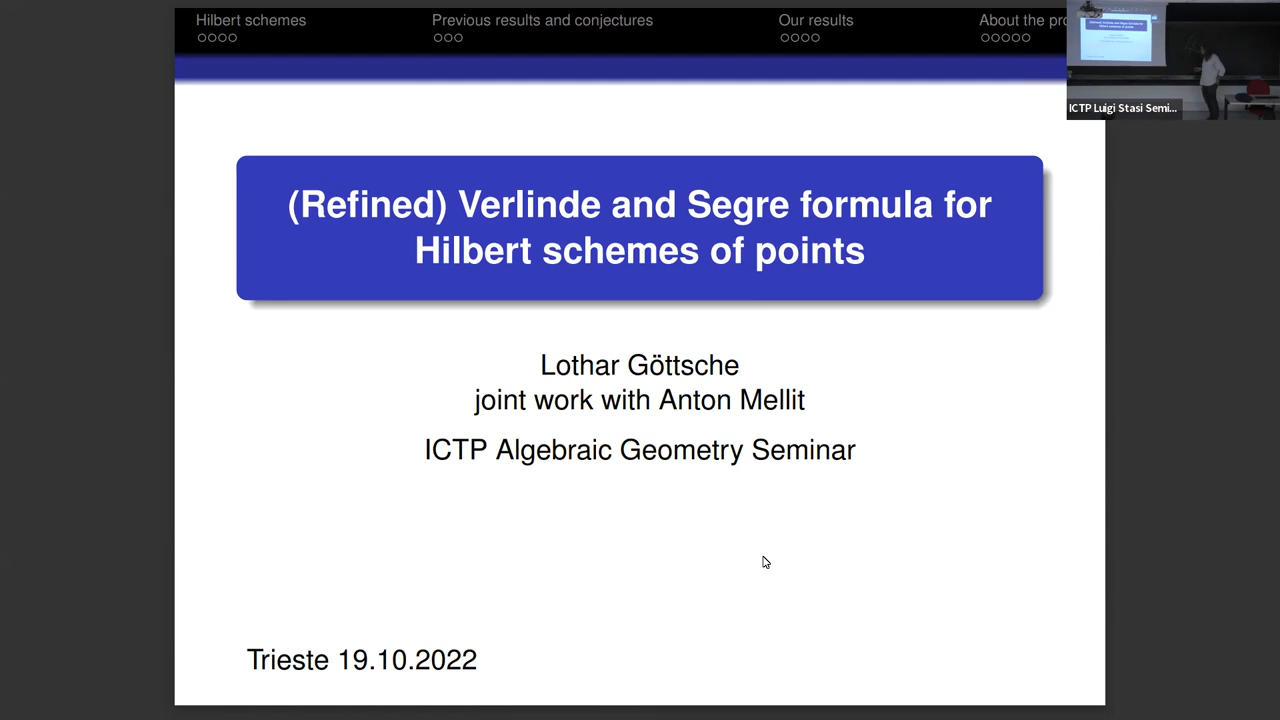 Hilbert schemes
Previous results and conjectures
Our results
About the pro
ICTP Luigi Stasi Semi...
(Refined) Verlinde and Segre formula for
Hilbert schemes of points
Lothar Göttsche
joint work with Anton Mellit
ICTP Algebraic Geometry Seminar
Trieste 19.10.2022